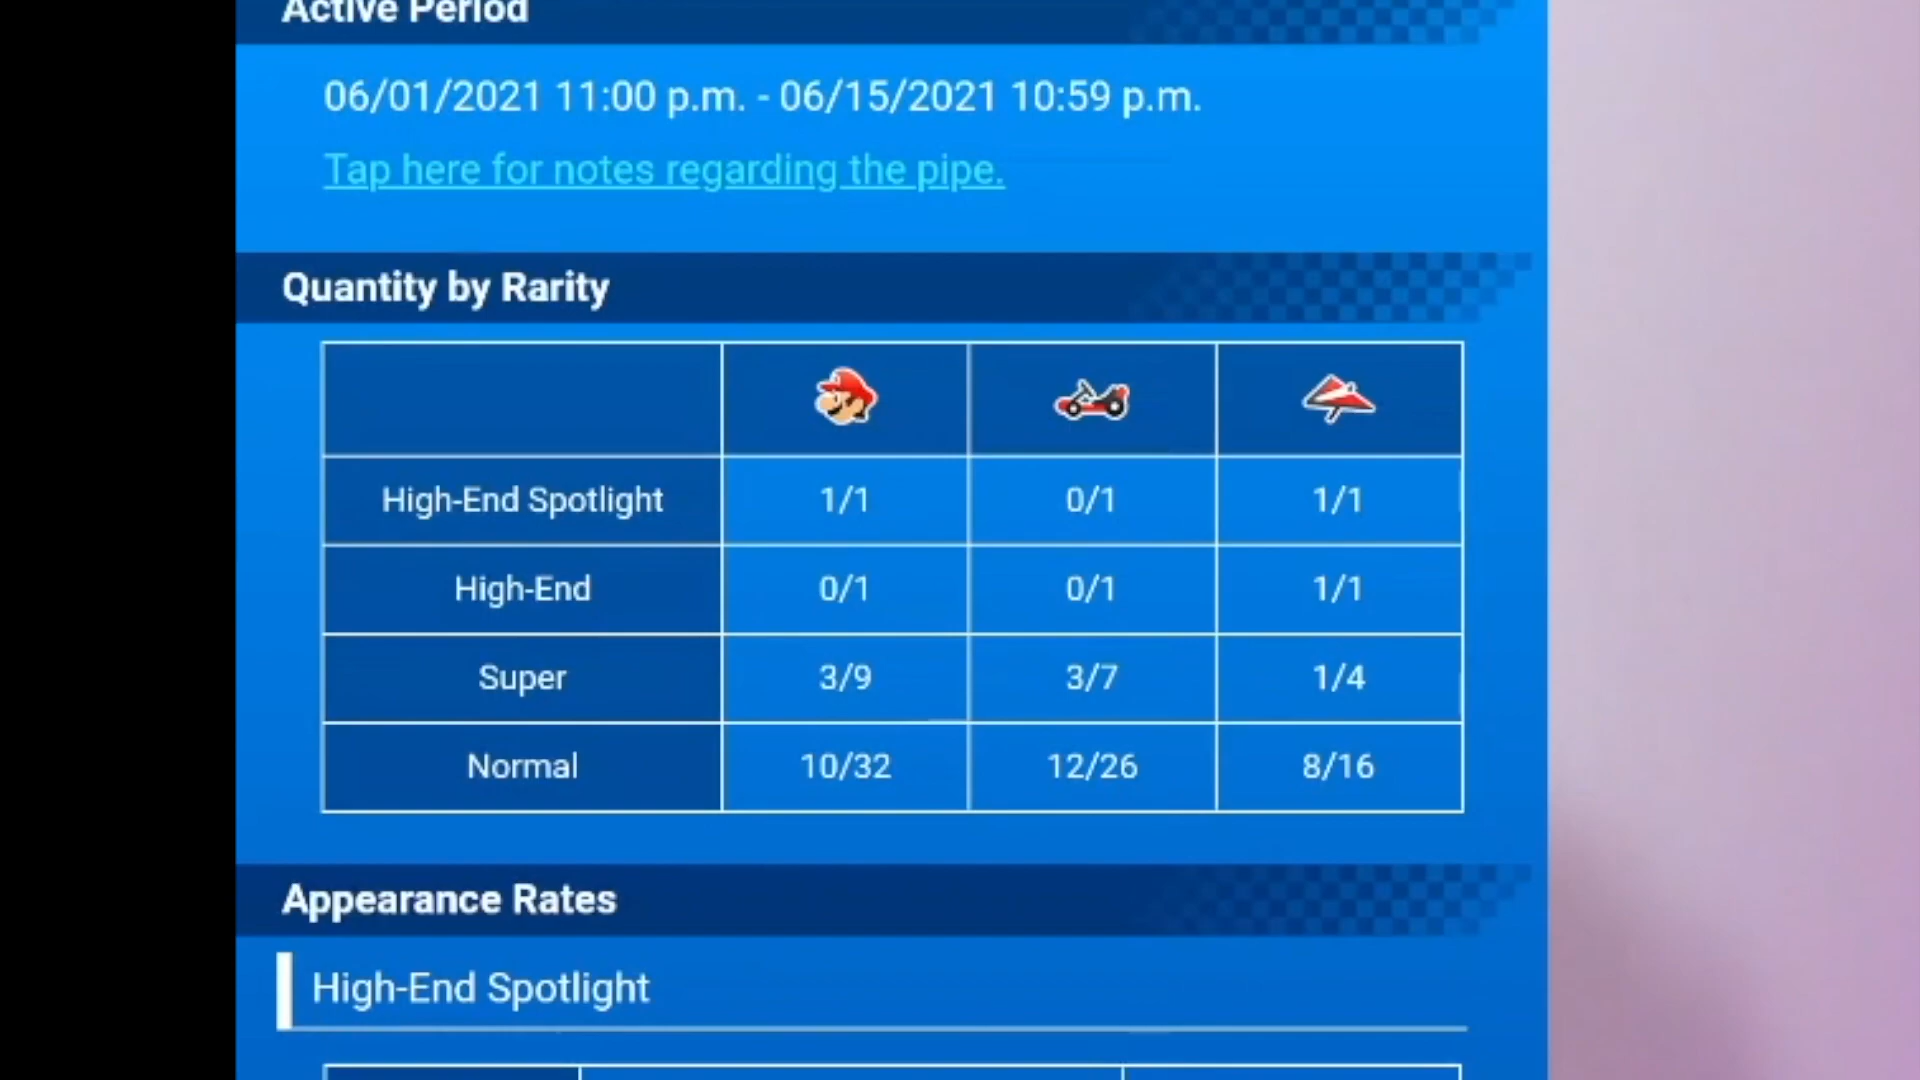 Active Period
06/01/2021 11:00 p.m. - 06/15/2021 10:59 p.m.
Tap here for notes regarding the pipe.
Quantity by Rarity
High-End Spotlight 1/1 0/1 1/1
High-End 0/1 0/1 1/1
Super 3/9 3/7 1/4
Normal 10/32 12/26 8/16
Appearance Rates
High-End Spotlight